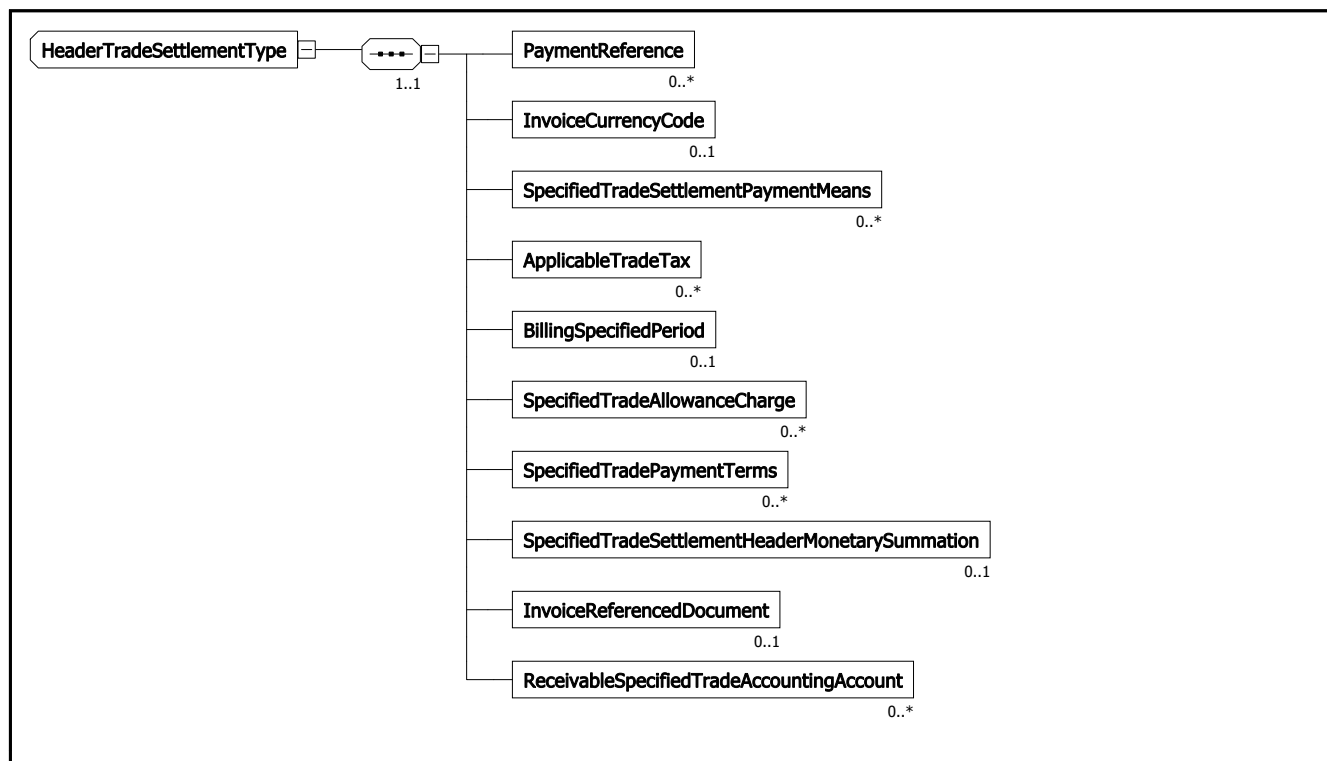 HeaderTradeSettlementType
1..1
PaymentReference
0..*
InvoiceCurrencyCode
0..1
SpecifiedTradeSettlementPaymentMeans
0..*
ApplicableTradeTax
0..*
BillingSpecifiedPeriod
0..1
SpecifiedTradeAllowanceCharge
0..*
SpecifiedTradePaymentTerms
0..*
SpecifiedTradeSettlementHeaderMonetarySummation
0..1
InvoiceReferencedDocument
0..1
ReceivableSpecifiedTradeAccountingAccount
0..*